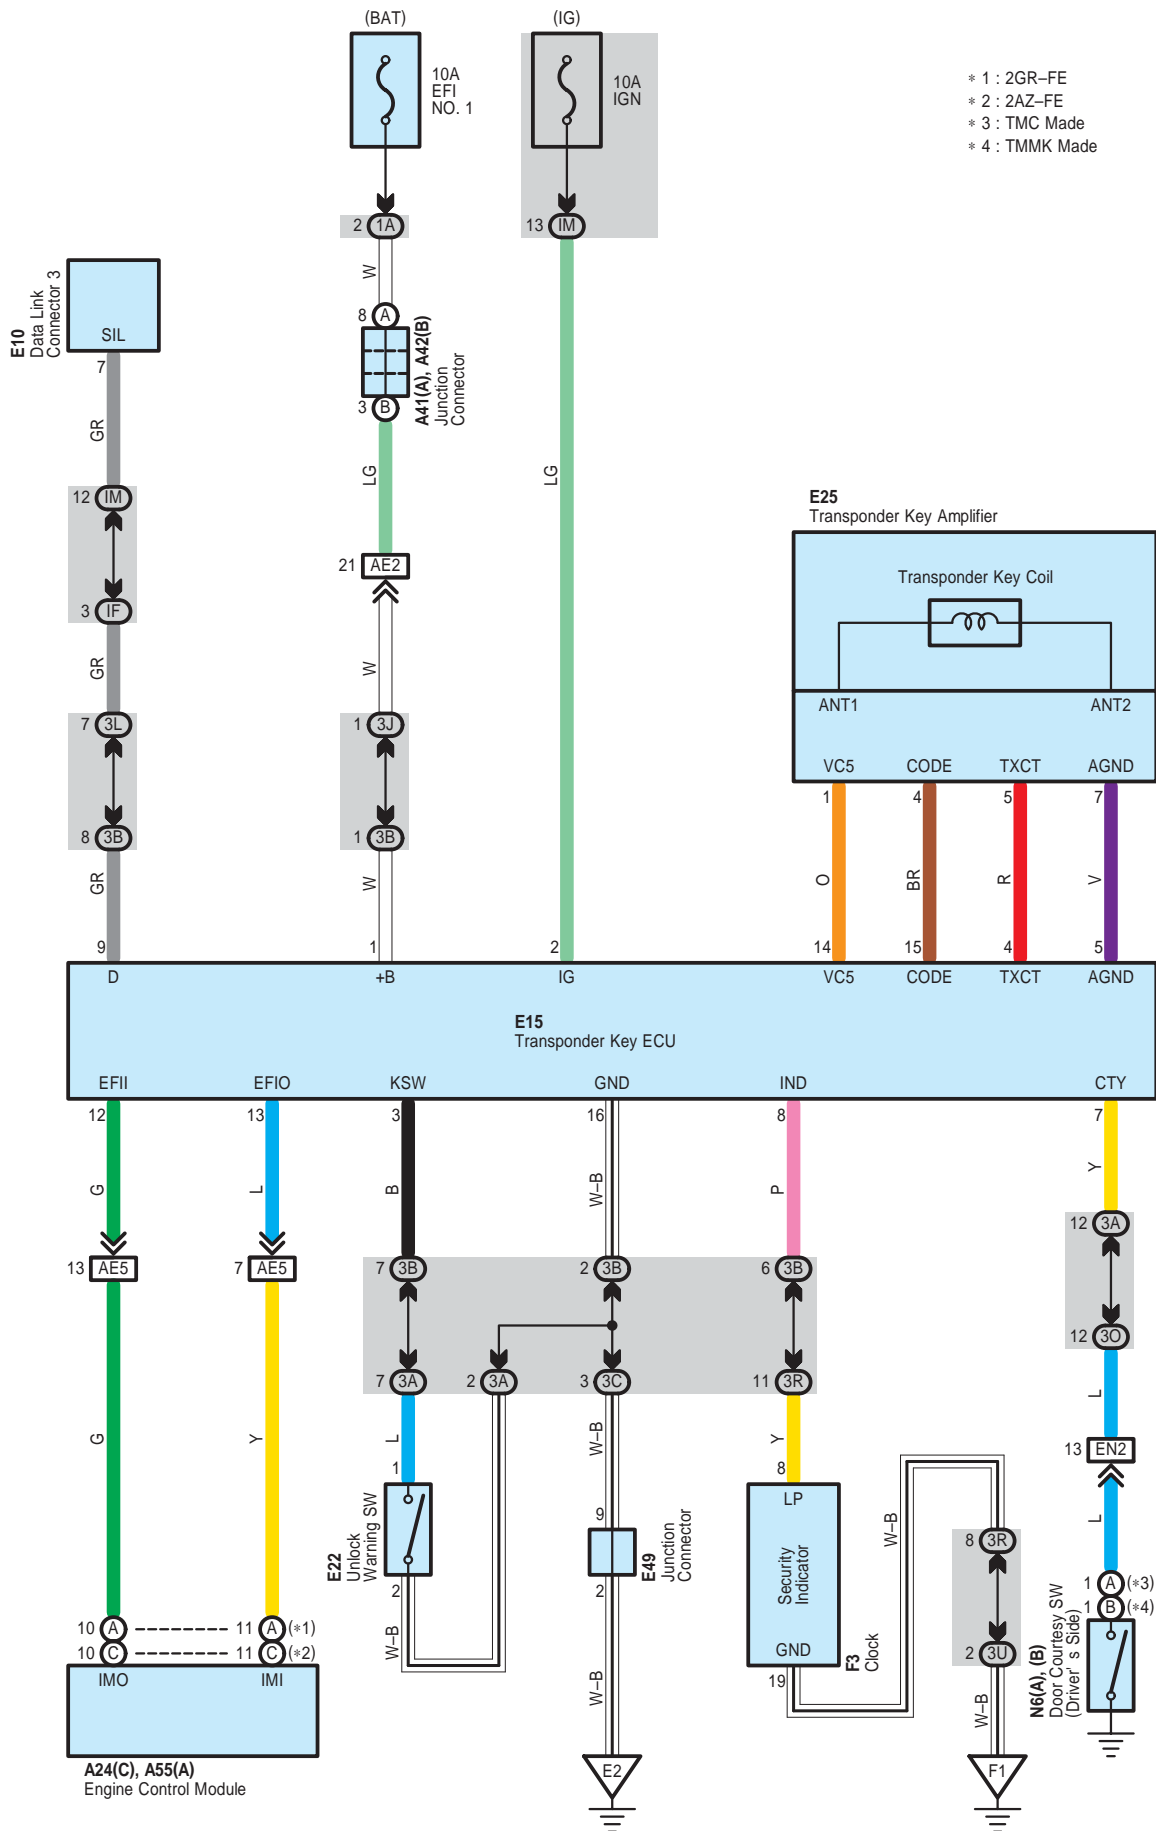 (BAT)
(IG)
10A
EFI
NO. 1
10A
IGN
* 1 : 2GR–FE
* 2 : 2AZ–FE
* 3 : TMC Made
* 4 : TMMK Made
2 1A
13 IM
W
8 A
E10
Data Link
Connector 3
SIL
7
A41(A), A42(B)
Junction
Connector
3 B
GR
LG
LG
12 IM
E25
Transponder Key Amplifier
21 AE2
Transponder Key Coil
3 IF
GR
W
ANT1
ANT2
7 3L
1 3J
VC5
CODE
TXCT
AGND
1
4
5
7
8 3B
1 3B
GR
W
O
BR
R
V
9
1
2
14
15
4
5
D
+B
IG
VC5
CODE
TXCT
AGND
E15
Transponder Key ECU
EFII
EFIO
KSW
GND
IND
CTY
12
13
3
16
8
7
G
L
B
W–B
P
Y
12 3A
13 AE5
7 AE5
7 3B
2 3B
6 3B
12 3O
7 3A
2 3A
3 3C
11 3R
G
Y
L
W–B
Y
L
13 EN2
1
8
LP
9
E22
Unlock
Warning SW
E49
Junction
Connector
Security
Indicator
W–B
8 3R
L
2
2
1 A (*3)
1 B (*4)
10 A
11 A (*1)
10 C
11 C (*2)
W–B
GND
F3
Clock
2 3U
N6(A), (B)
Door Courtesy SW
(Driver' s Side)
IMO
IMI
19
W–B
W–B
A24(C), A55(A)
Engine Control Module
E2
F1